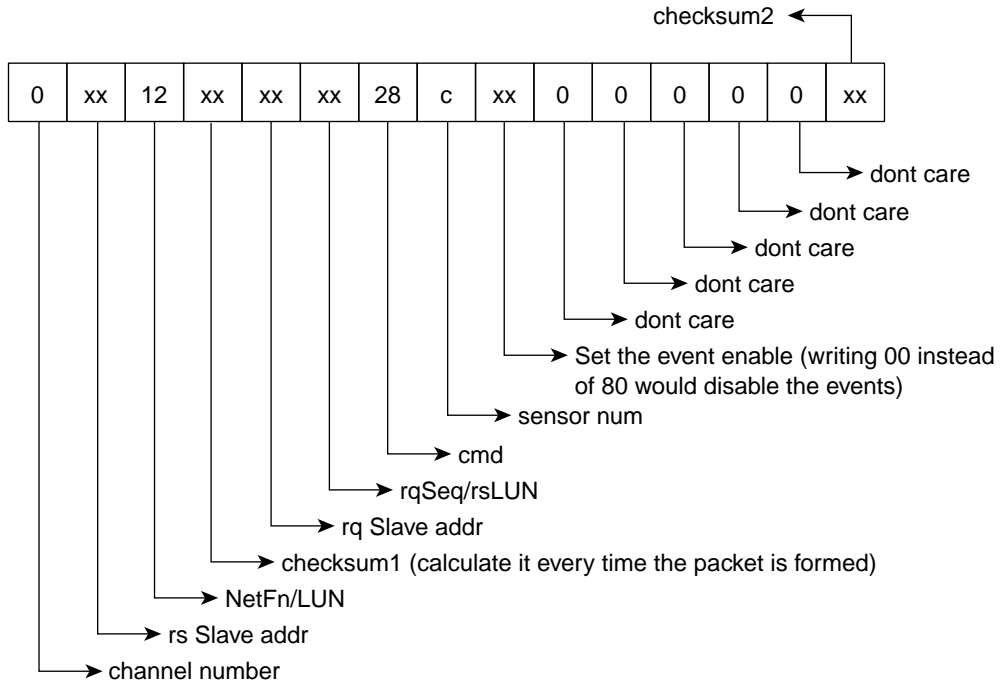 checksum2
0 xx 12 xx xx xx 28 c xx 0 0 0 0 0 xx
dont care
dont care
dont care
dont care
dont care
Set the event enable (writing 00 instead
of 80 would disable the events)
sensor num
cmd
rqSeq/rsLUN
rq Slave addr
checksum1 (calculate it every time the packet is formed)
NetFn/LUN
rs Slave addr
channel number